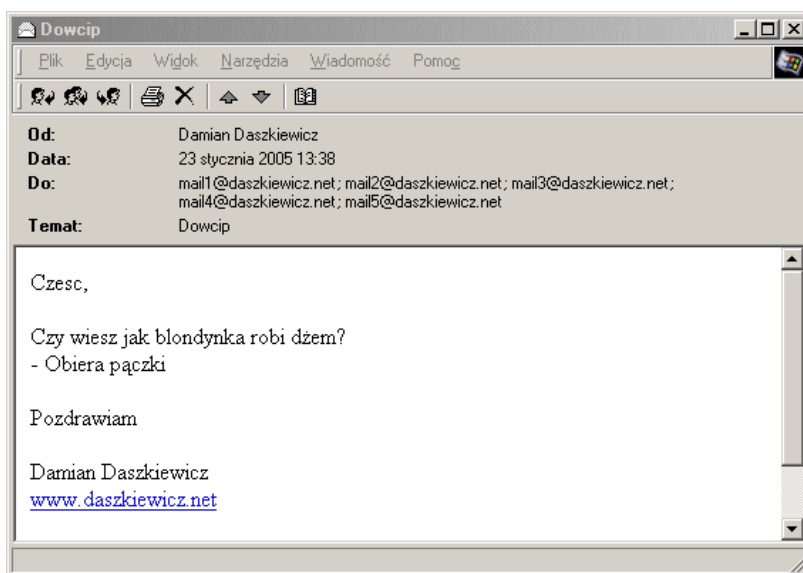 Dowcip
Plik Edycja Widok Narzędzia Wiadomość Pomoc
Od: Damian Daszkiewicz
Data: 23 stycznia 2005 13:38
Do: mail1@daszkiewicz.net; mail2@daszkiewicz.net; mail3@daszkiewicz.net;
mail4@daszkiewicz.net; mail5@daszkiewicz.net
Temat: Dowcip
Czesc,
Czy wiesz jak blondynka robi dżem?
- Obiera pączki
Pozdrawiam
Damian Daszkiewicz
www.daszkiewicz.net